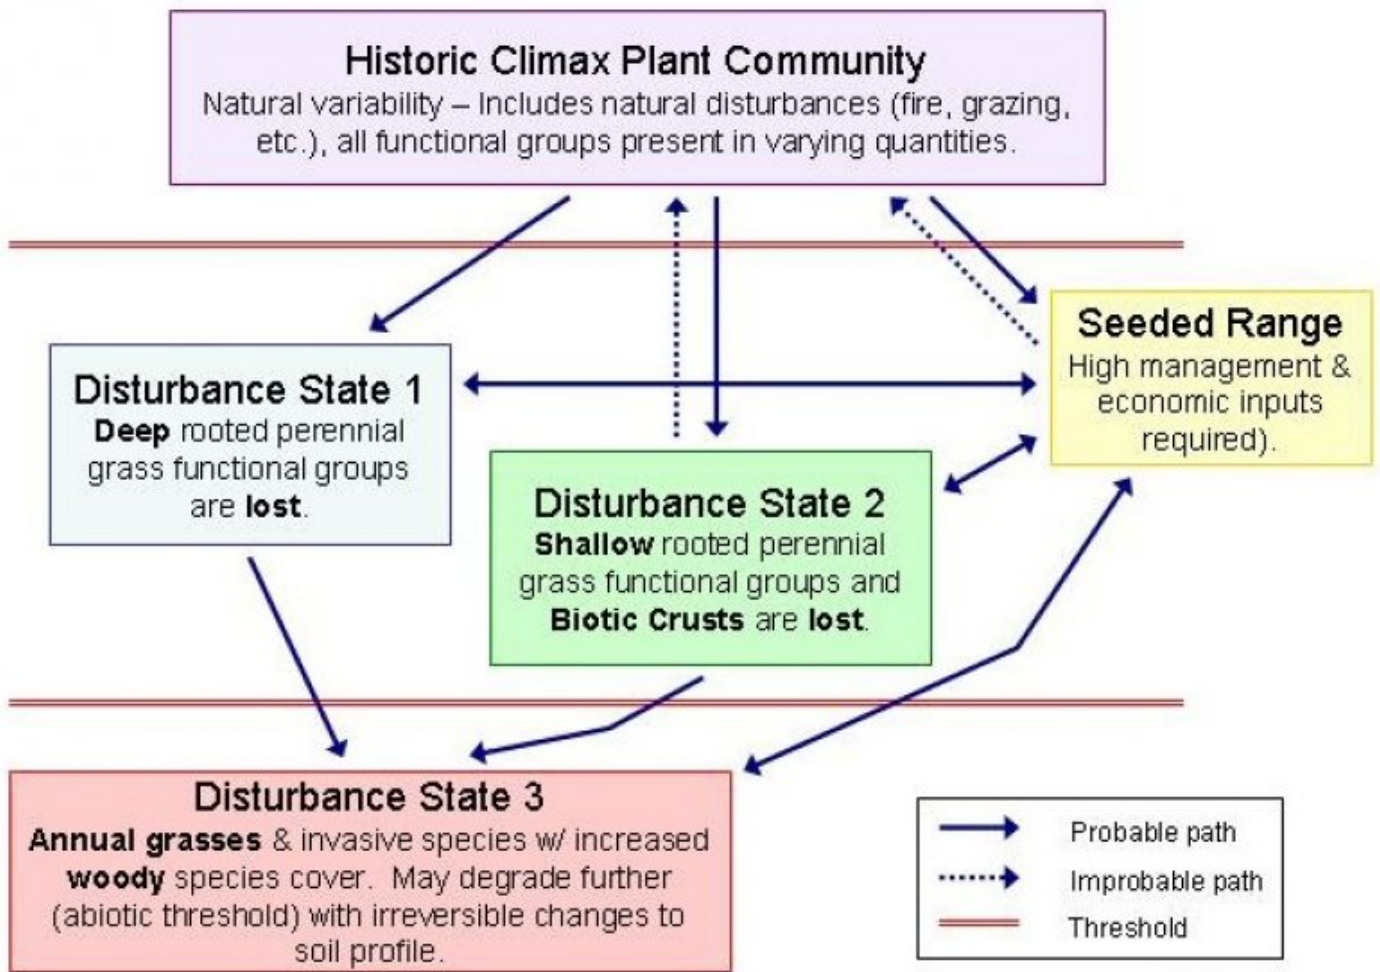 Historic Climax Plant Community
Natural variability – Includes natural disturbances (fire, grazing,
etc.), all functional groups present in varying quantities.
Seeded Range
High management &
economic inputs
required).
Disturbance State 1
Deep rooted perennial
grass functional groups
are lost.
Disturbance State 2
Shallow rooted perennial
grass functional groups and
Biotic Crusts are lost.
Disturbance State 3
Annual grasses & invasive species w/ increased
woody species cover. May degrade further
(abiotic threshold) with irreversible changes to
soil profile.
Probable path
Improbable path
Threshold